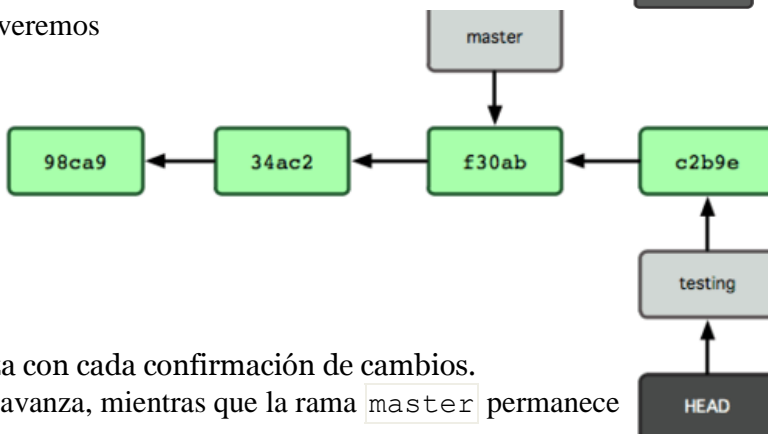 veremos
master
98ca9
34ac2
f30ab
c2b9e
testing
con cada confirmación de cambios.
avanza, mientras que la rama master permanece
HEAD